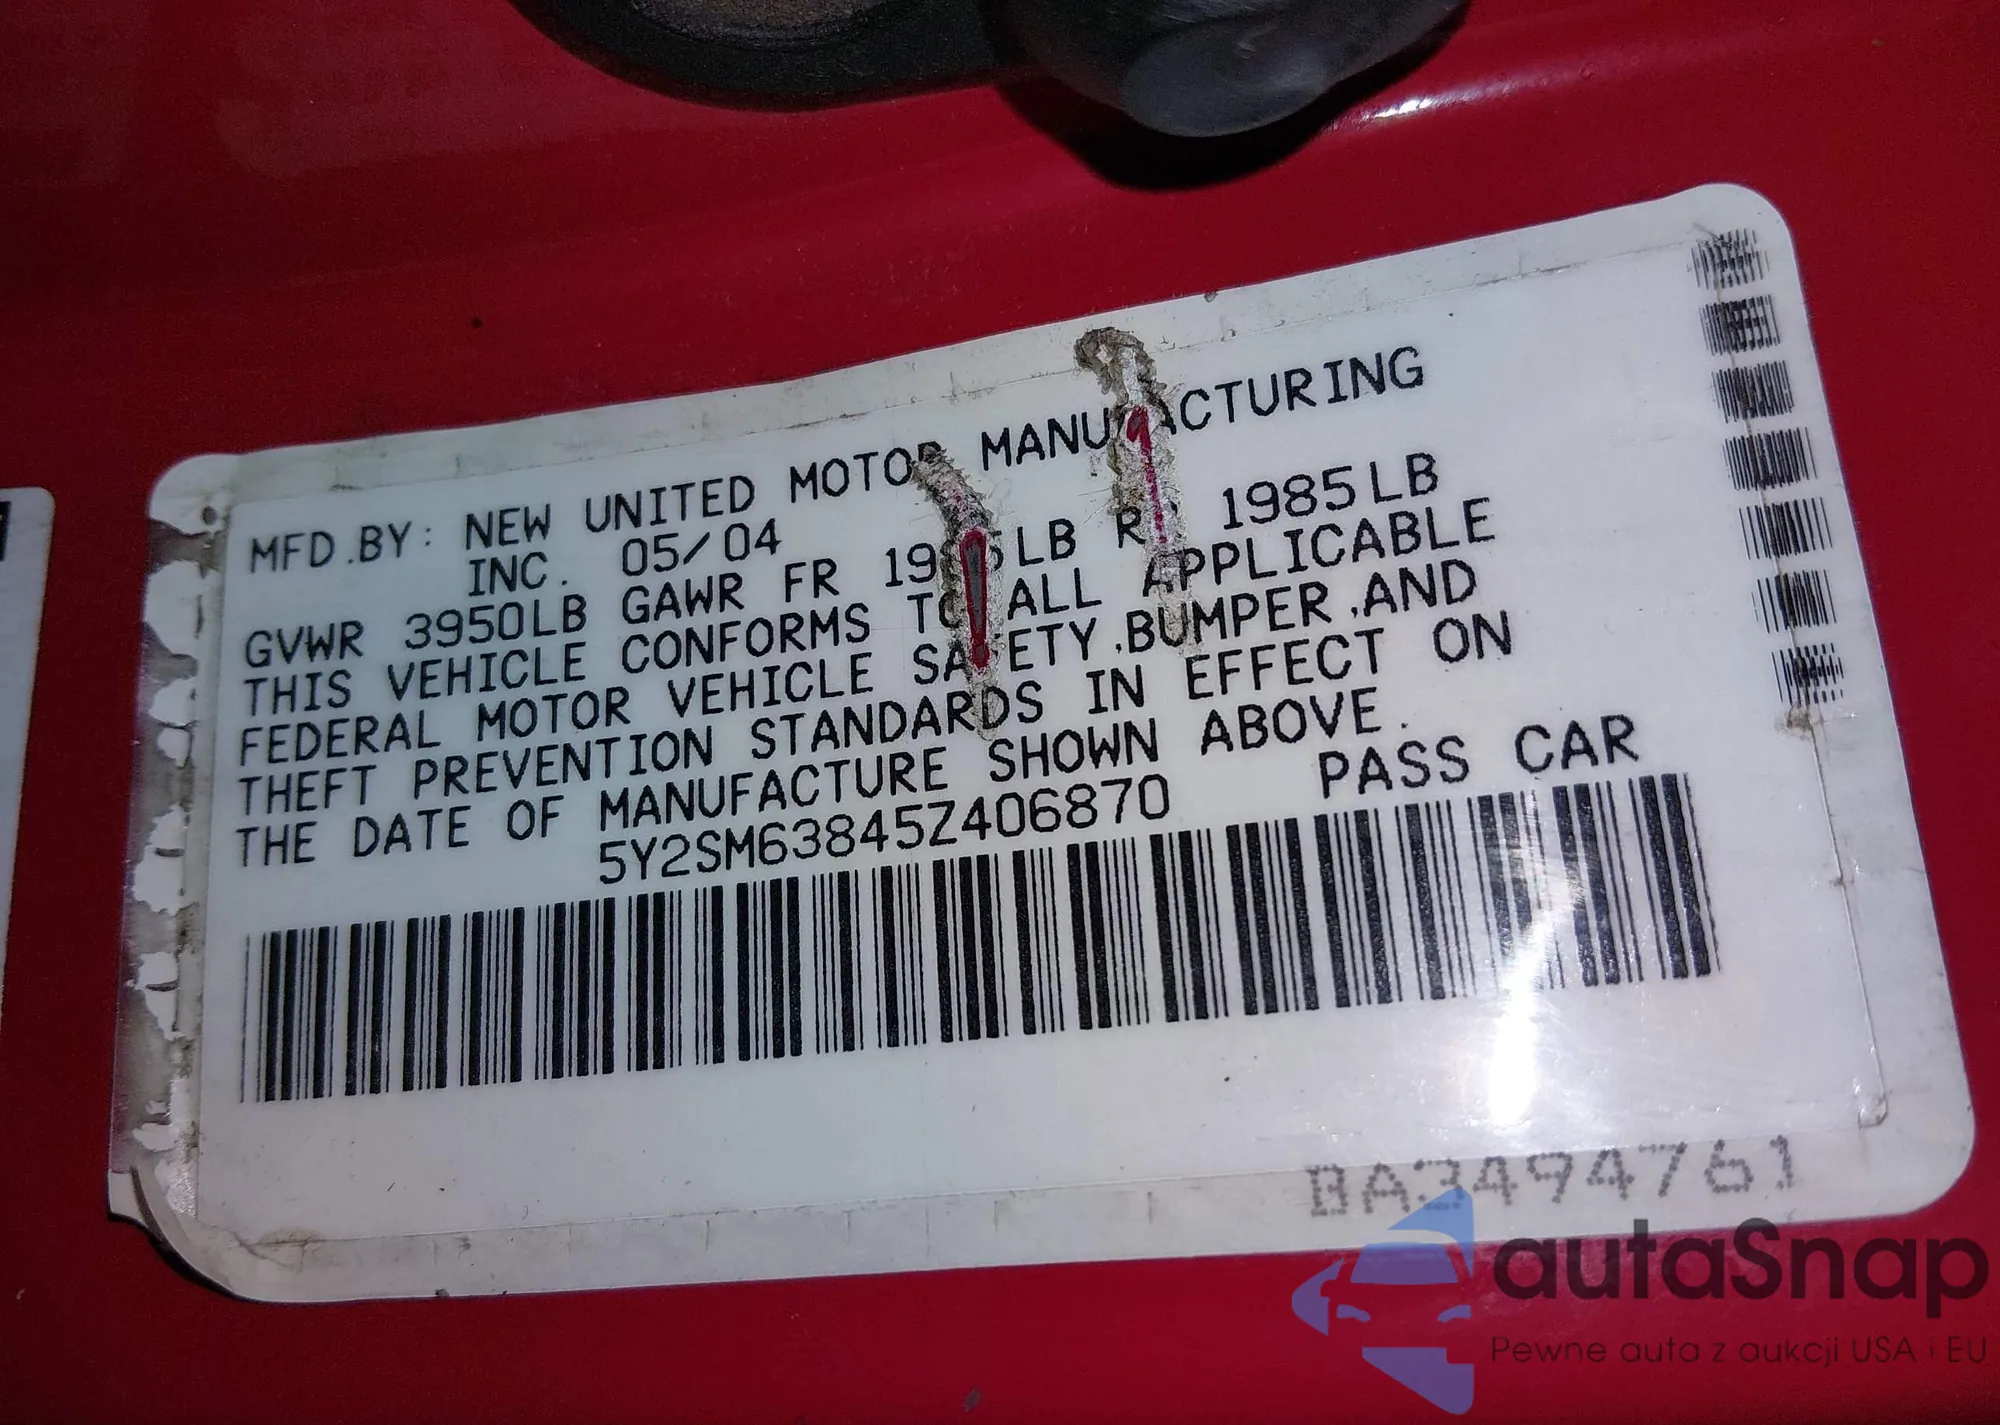 MFD.BY: NEW UNITED MOTOR MANUFACTURING
INC. 05/04
GVWR 3950LB GAWR FR 1985LB RR 1985LB
THIS VEHICLE CONFORMS TO ALL APPLICABLE
FEDERAL MOTOR VEHICLE SAFETY,BUMPER,AND
THEFT PREVENTION STANDARDS IN EFFECT ON
THE DATE OF MANUFACTURE SHOWN ABOVE.
5Y2SM63845Z406870 PASS CAR
BA3494761
autaSnap
Pewne auta z aukcji USA i EU